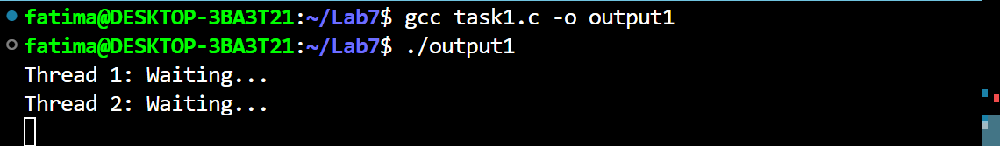 fatima@DESKTOP-3BA3T21:~/Lab7$ gcc task1.c -o output1
fatima@DESKTOP-3BA3T21:~/Lab7$ ./output1
Thread 1: Waiting...
Thread 2: Waiting...